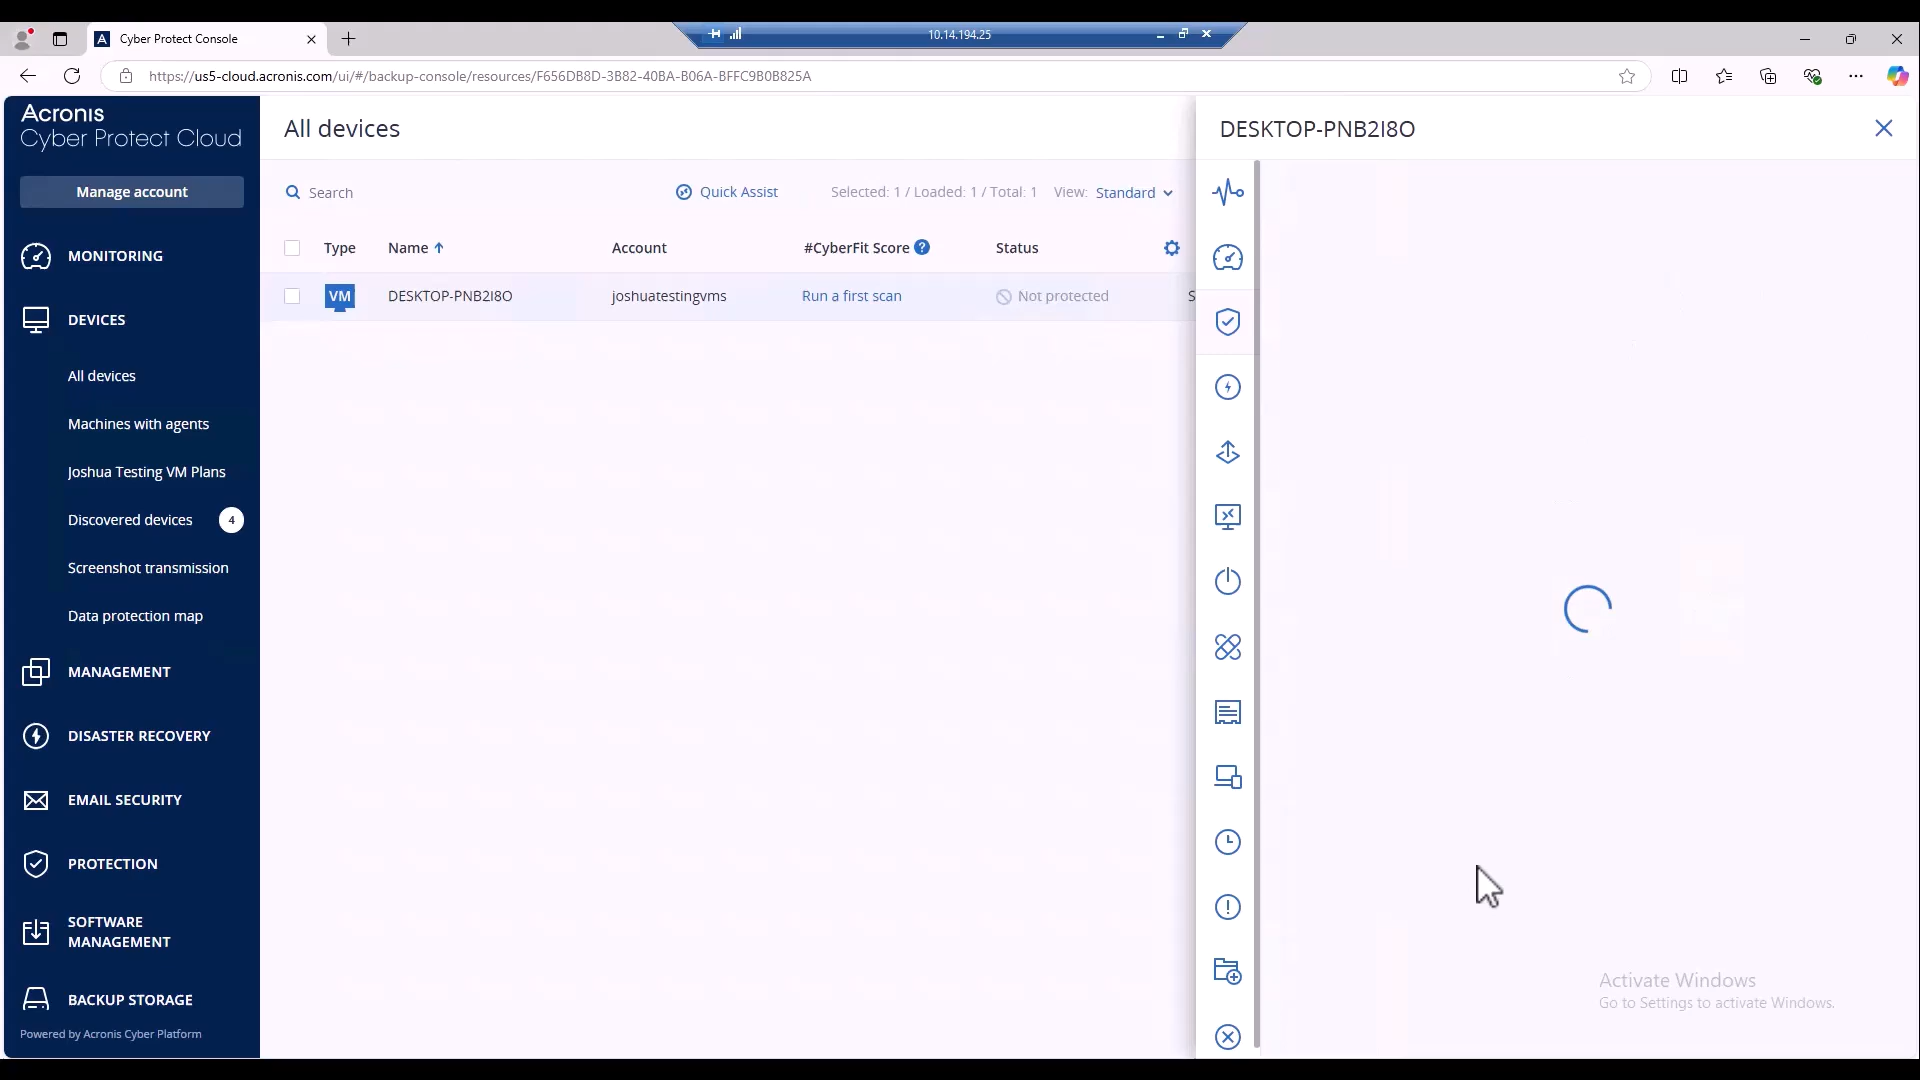 Cyber Protect Console
10.14.194.25
https://us5-cloud.acronis.com/ui/#/backup-console/resources/F656DB8D-3B82-40BA-B06A-BFFC9B0B825A
Acronis
Cyber Protect Cloud
Manage account
MONITORING
DEVICES
All devices
Machines with agents
Joshua Testing VM Plans
Discovered devices 4
Screenshot transmission
Data protection map
MANAGEMENT
DISASTER RECOVERY
EMAIL SECURITY
PROTECTION
SOFTWARE
MANAGEMENT
BACKUP STORAGE
Powered by Acronis Cyber Platform
All devices
Search Quick Assist Selected: 1 / Loaded: 1 / Total: 1 View: Standard
Type Name Account #CyberFit Score ? Status
VM DESKTOP-PNB2I8O joshuatestingvms Run a first scan Not protected S
DESKTOP-PNB2I8O
Activate Windows
Go to Settings to activate Windows.